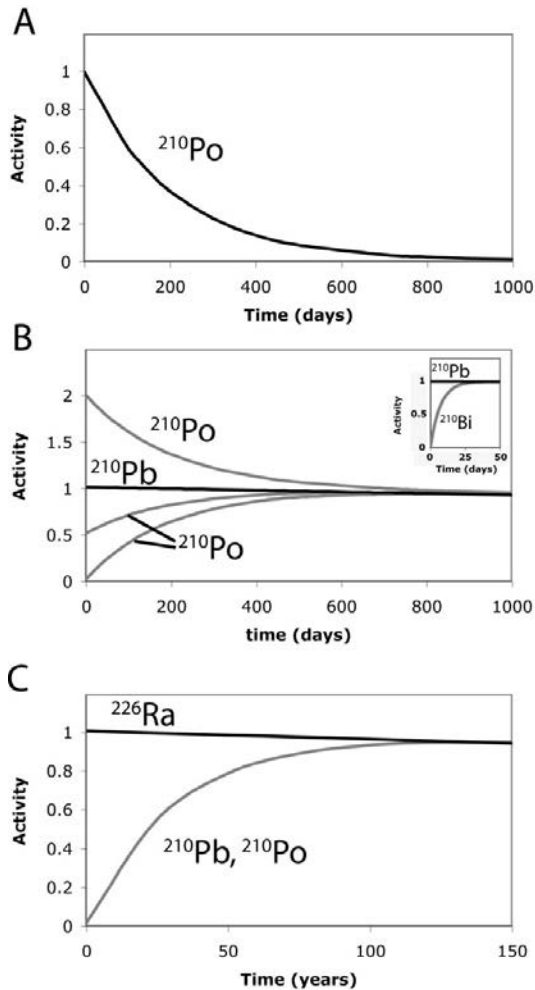 A
Activity
1
0.8
0.6
0.4
0.2
0
²¹⁰Po
0 200 400 600 800 1000
Time (days)
B
Activity
2
1.5
1
0.5
0
²¹⁰Po
²¹⁰Pb
²¹⁰Po
0 200 400 600 800 1000
time (days)
Activity
1
0.5
0
²¹⁰Pb
²¹⁰Bi
0 25 50
Time (days)
C
Activity
1
0.8
0.6
0.4
0.2
0
²²⁶Ra
²¹⁰Pb, ²¹⁰Po
0 50 100 150
Time (years)